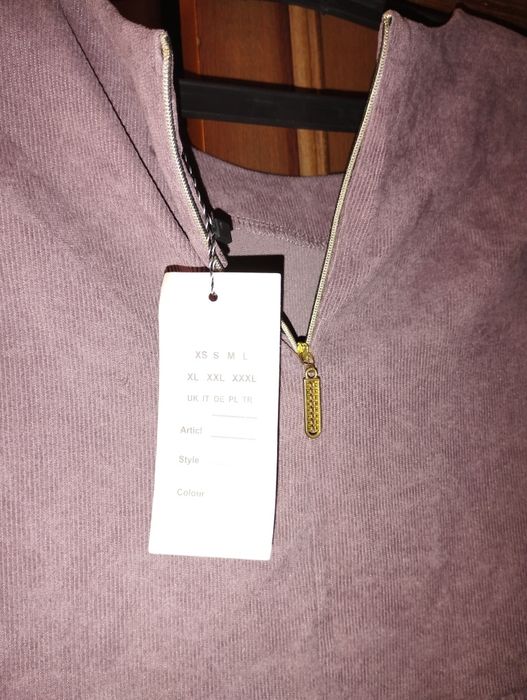 XS S M L
XL XXL XXXL
UK IT DE PL TR
Articl
Style
Colour